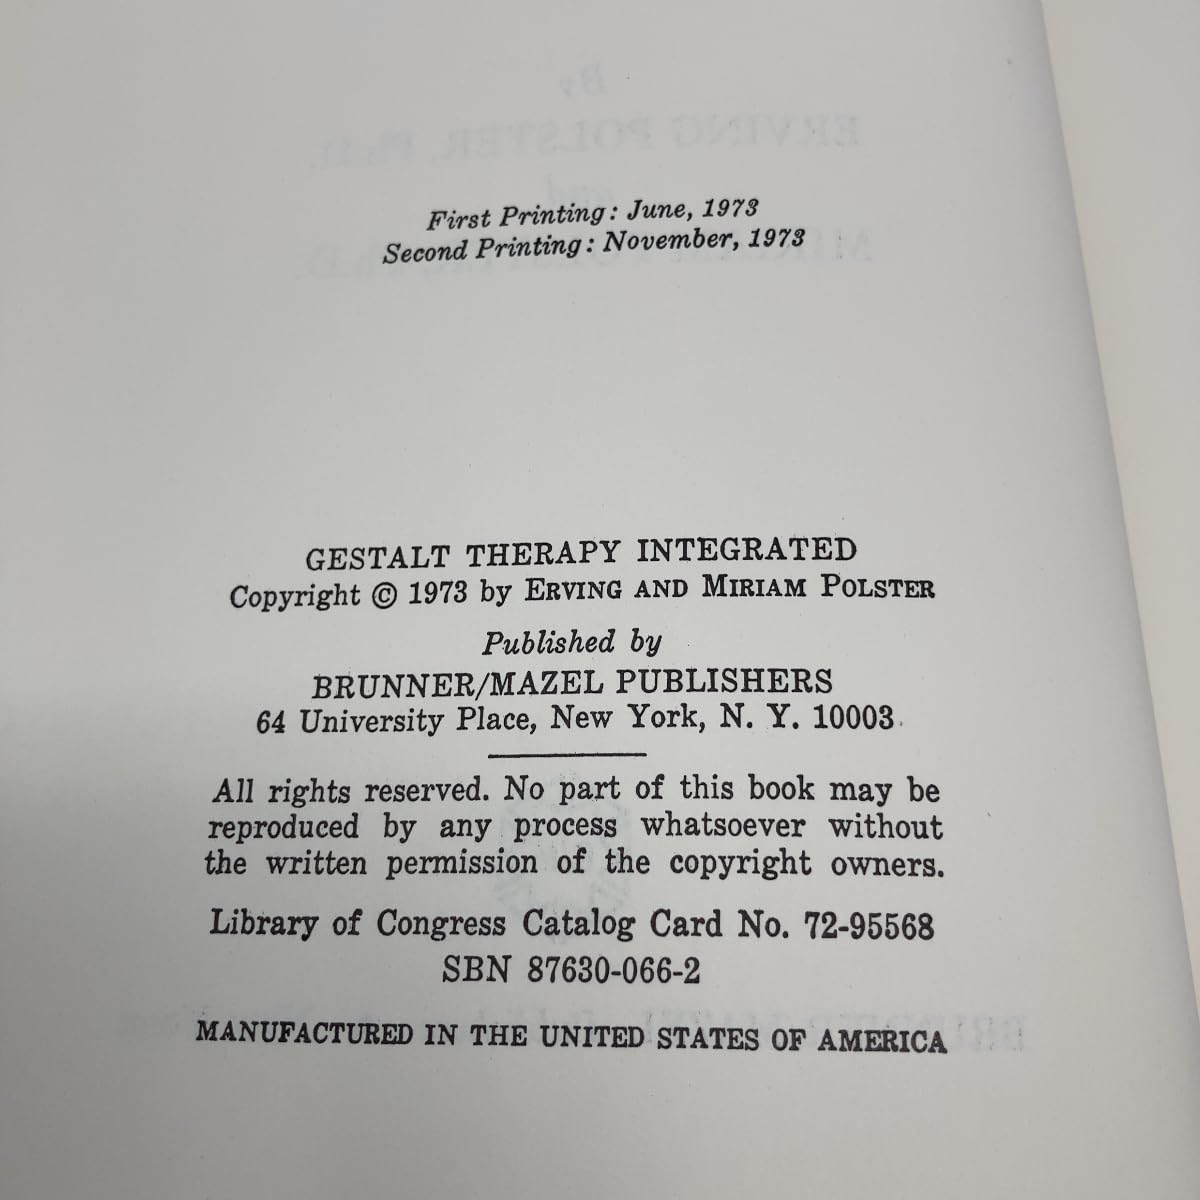 First Printing: June, 1973
Second Printing: November, 1973
GESTALT THERAPY INTEGRATED
Copyright © 1973 by ERVING AND MIRIAM POLSTER
Published by
BRUNNER/MAZEL PUBLISHERS
64 University Place, New York, N. Y. 10003
All rights reserved. No part of this book may be
reproduced by any process whatsoever without
the written permission of the copyright owners.
Library of Congress Catalog Card No. 72-95568
SBN 87630-066-2
MANUFACTURED IN THE UNITED STATES OF AMERICA